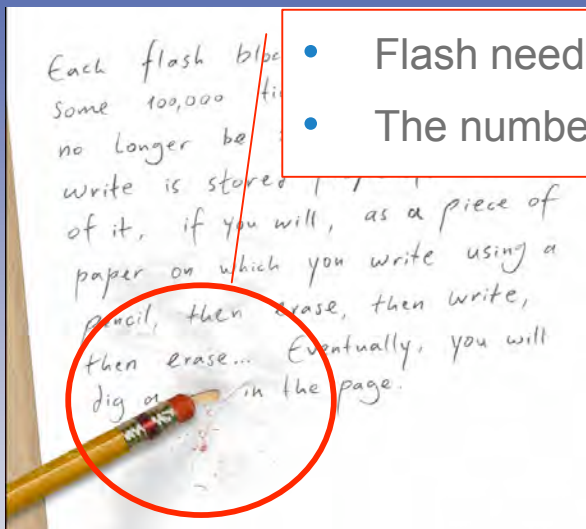 Flash need
The numbe
Each flash bloc
some 100,000 ti
no longer be
write is stored
of it, if you will, as a piece of
paper on which you write using a
pencil, then erase, then write,
then erase... Eventually, you will
dig a in the page.